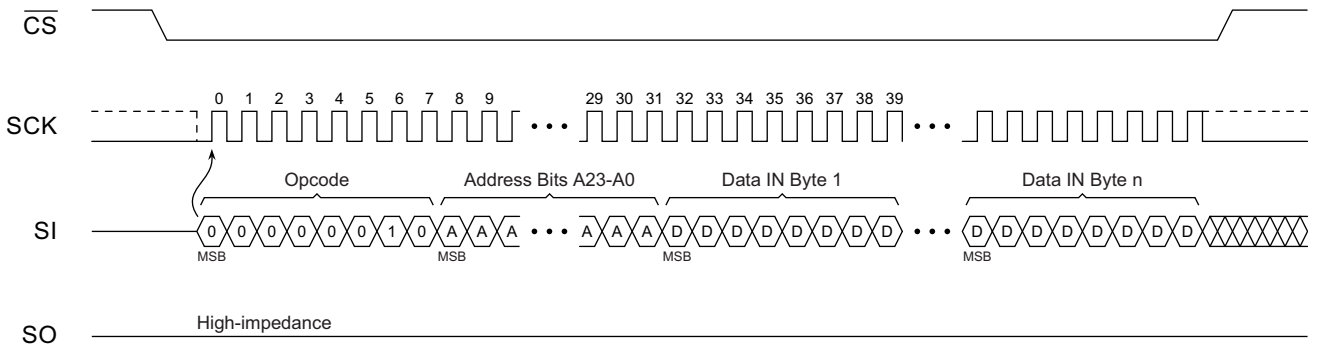 CS
SCK
0 1 2 3 4 5 6 7 8 9 • • • 29 30 31 32 33 34 35 36 37 38 39 • • •
Opcode Address Bits A23-A0 Data IN Byte 1 Data IN Byte n
SI
0 0 0 0 0 0 1 0 A A A • • • A A A D D D D D D D D • • • D D D D D D D D
MSB MSB MSB MSB
High-impedance
SO